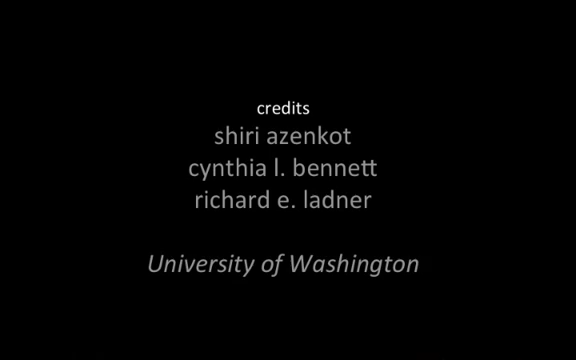 credits
shiri azenkot
cynthia l. bennett
richard e. ladner
University of Washington